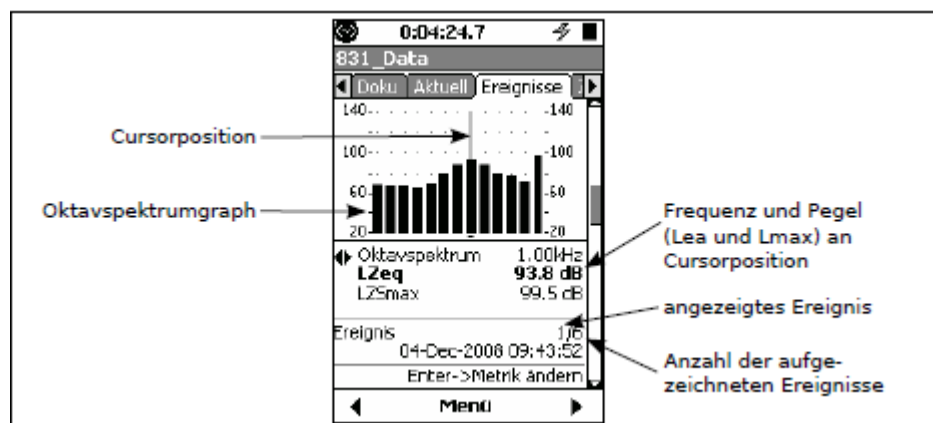 0:04:24.7
831_Data
Doku Aktuell Ereignisse
140 -140
100 -100
60 -60
20 -20
Cursorposition
Oktavspektrumgraph
Oktavspektrum 1.00kHz
LZeq 93.8 dB
LZSmax 99.5 dB
Ereignis 1/6
04-Dec-2008 09:43:52
Enter->Metrik ändern
Menü
Frequenz und Pegel
(Lea und Lmax) an
Cursorposition
angezeigtes Ereignis
Anzahl der aufge-
zeichneten Ereignisse